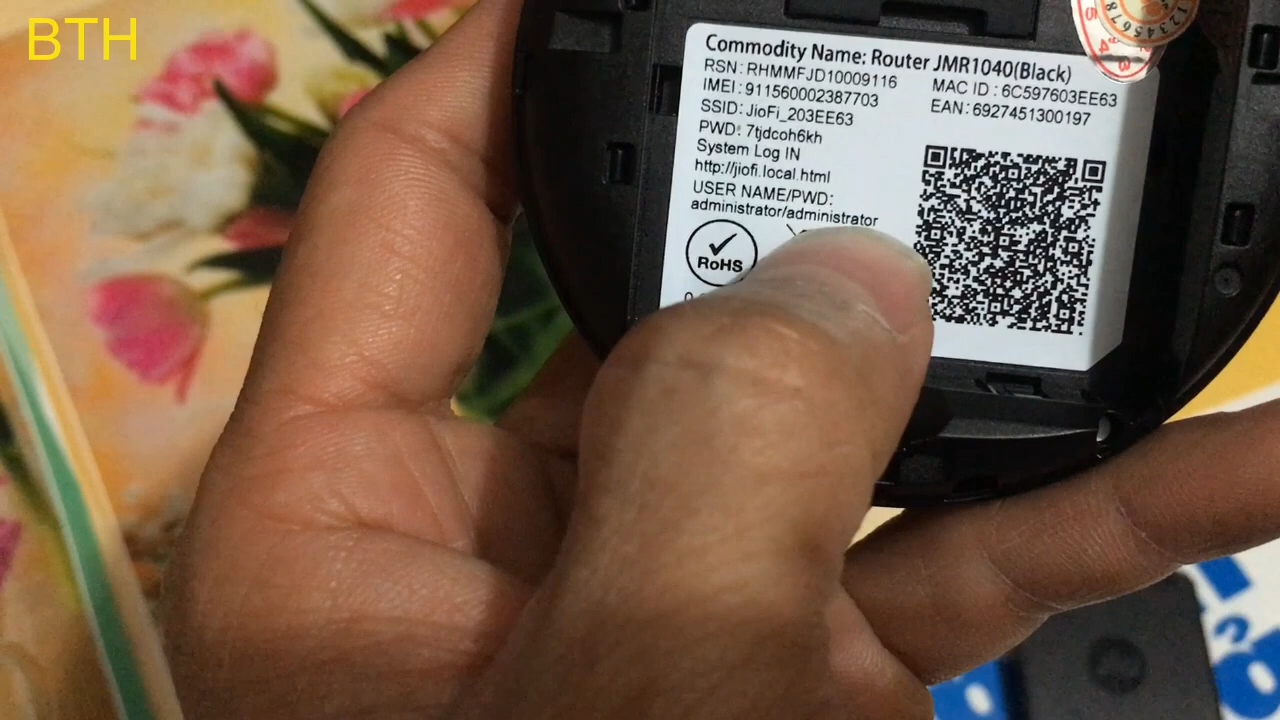 BTH
Commodity Name: Router JMR1040(Black)
RSN: RHMMFJD10009116
IMEI: 911560002387703
SSID: JioFi_203EE63
PWD: 7tjdcoh6kh
System Log IN
http://jiofi.local.html
USER NAME/PWD:
administrator/administrator
MAC ID: 6C597603EE63
EAN: 6927451300197
RoHS